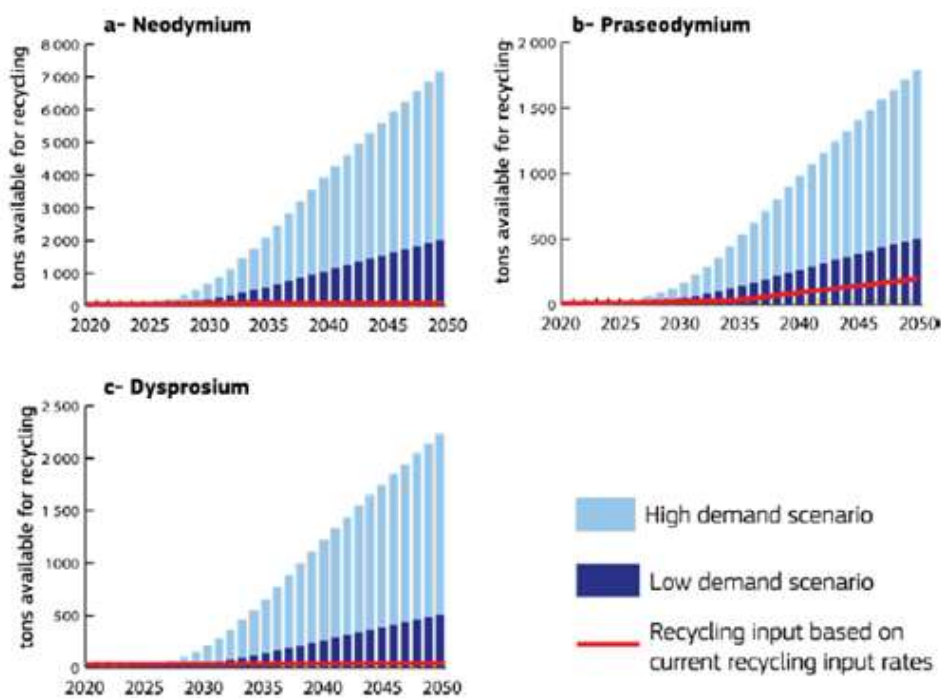 a- Neodymium
tons available for recycling
8 000
7 000
6 000
5 000
4 000
3 000
2 000
1 000
0
2020 2025 2030 2035 2040 2045 2050
b- Praseodymium
tons available for recycling
2 000
1 500
1 000
500
0
2020 2025 2030 2035 2040 2045 2050
c- Dysprosium
tons available for recycling
2 500
2 000
1 500
1000
500
0
2020 2025 2030 2035 2040 2045 2050
High demand scenario
Low demand scenario
Recycling input based on
current recycling input rates